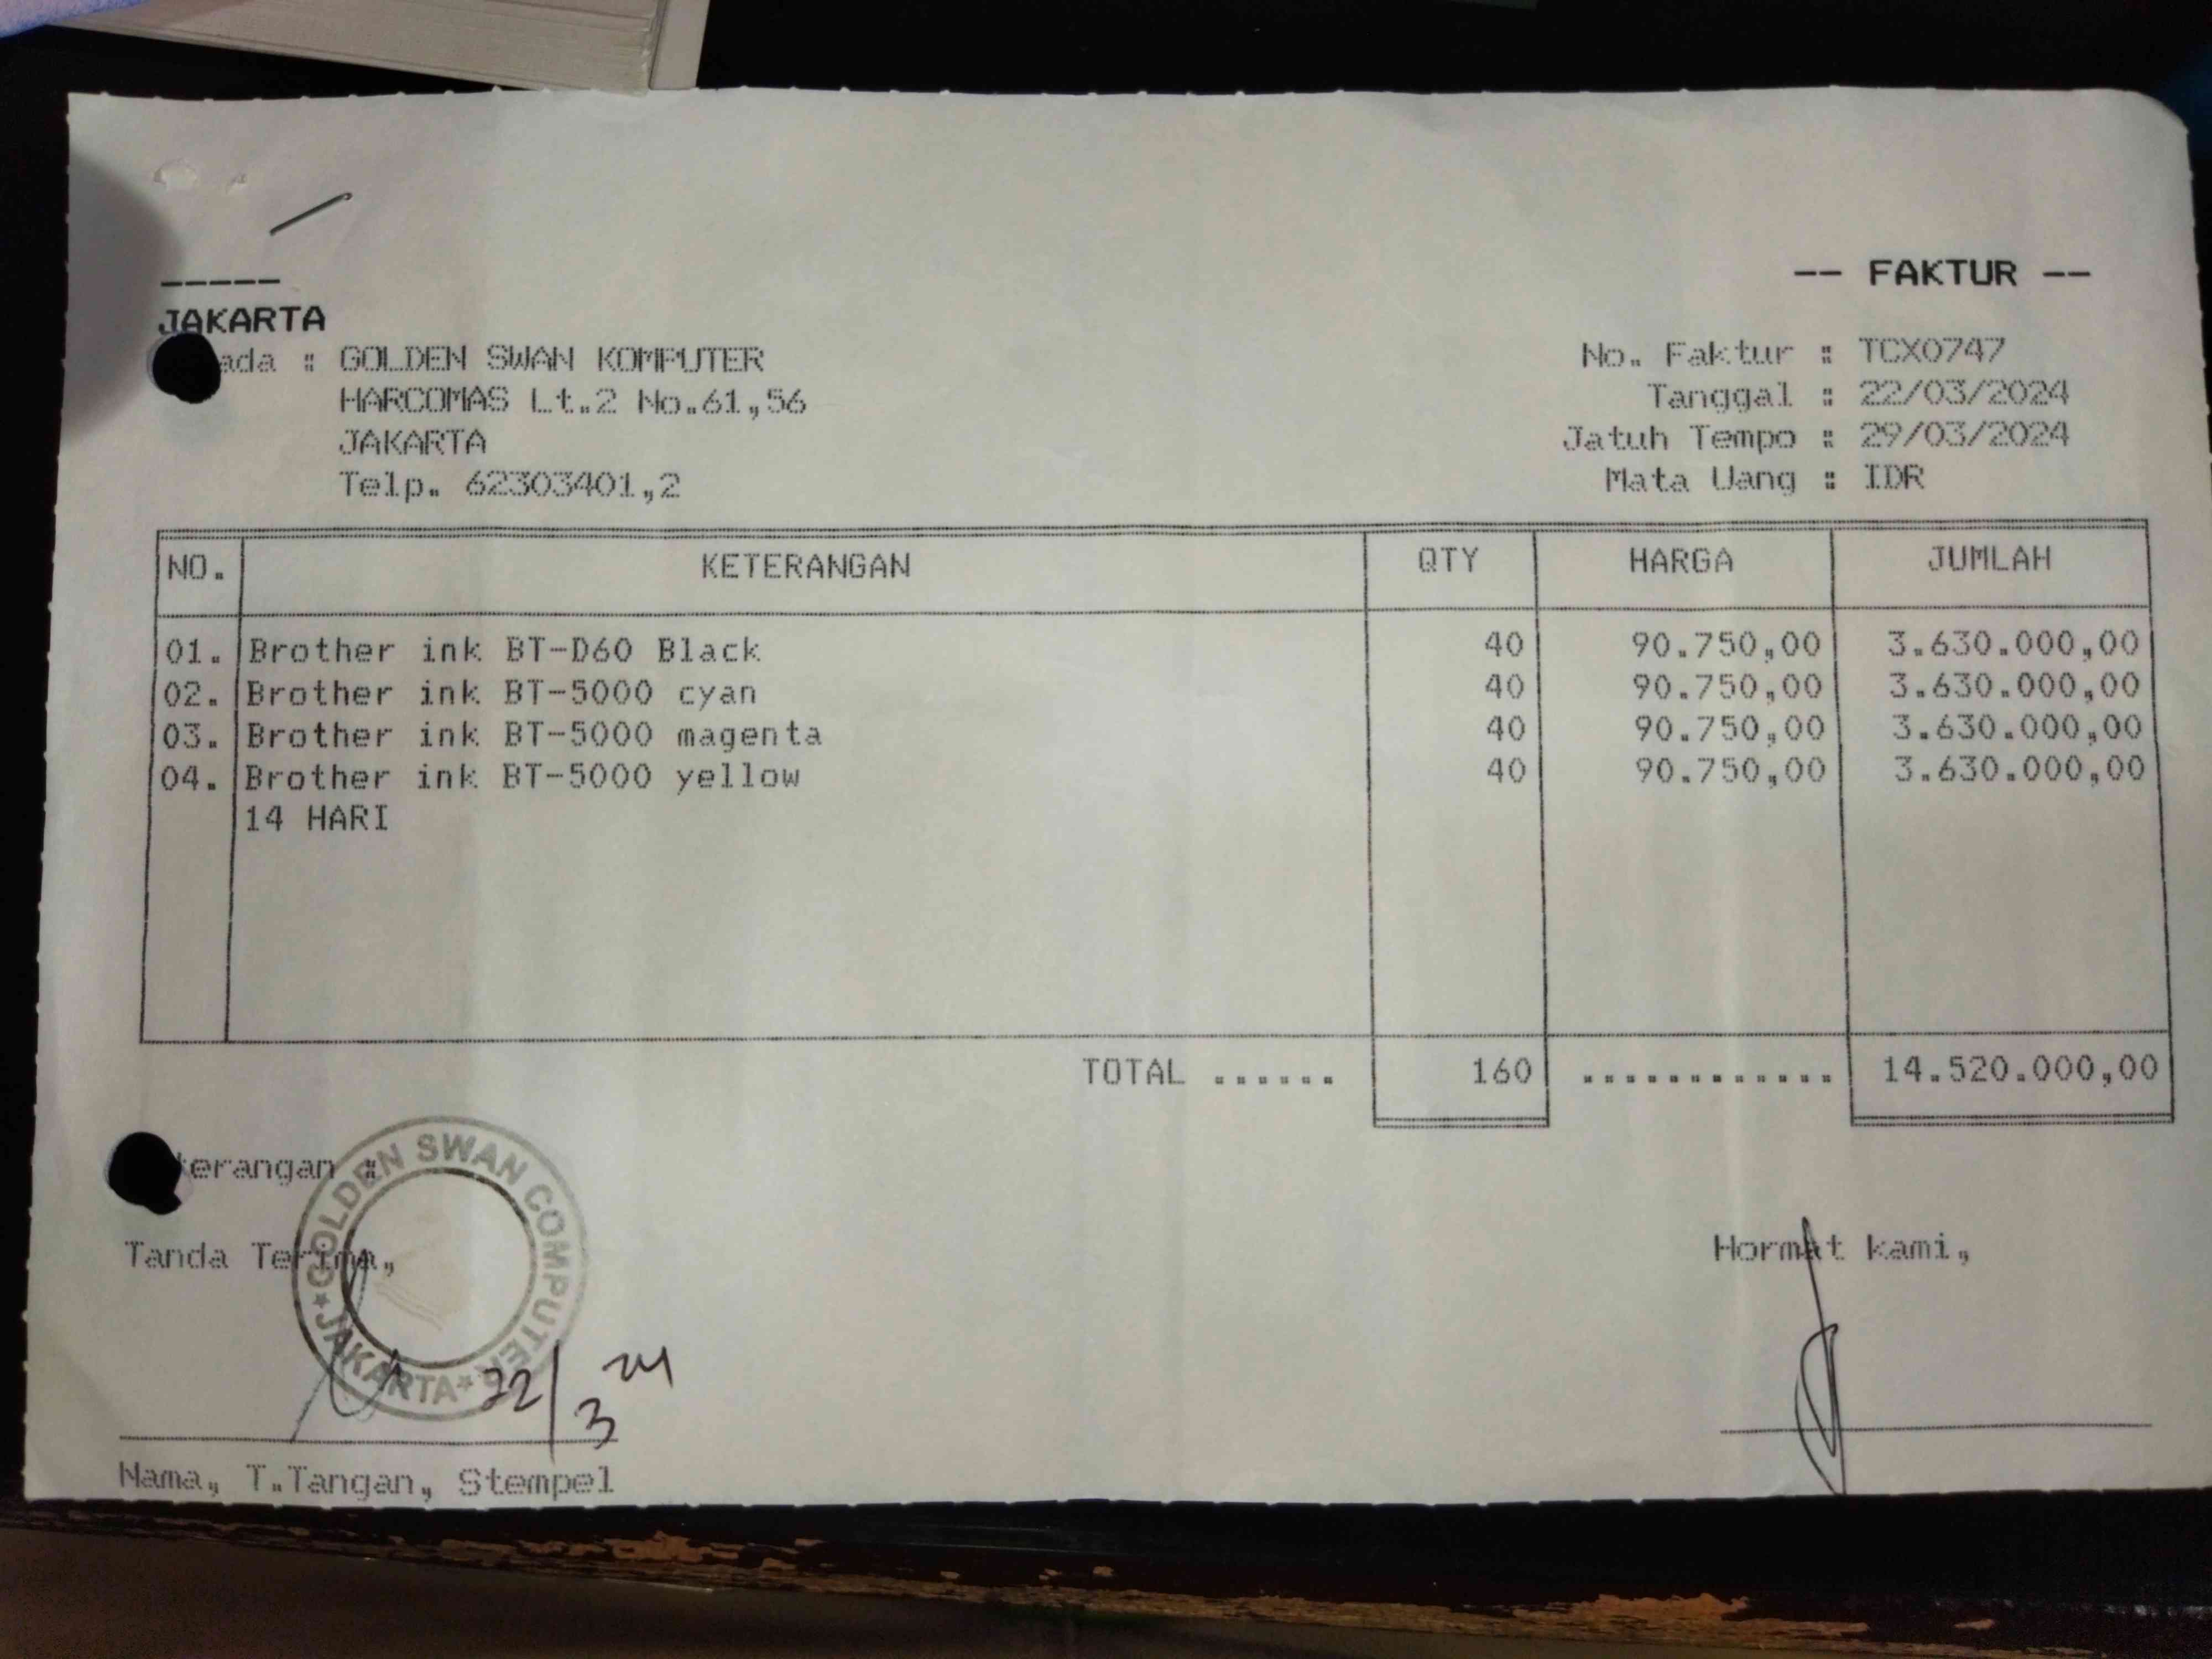 -- FAKTUR --
-----
JAKARTA
ada : GOLDEN SWAN KOMPUTER
HARCOMAS Lt.2 No.61,56
JAKARTA
Telp. 62303401,2
No. Faktur : TCX0747
Tanggal : 22/03/2024
Jatuh Tempo : 29/03/2024
Mata Uang : IDR
NO. KETERANGAN QTY HARGA JUMLAH
01. Brother ink BT-D60 Black 40 90.750,00 3.630.000,00
02. Brother ink BT-5000 cyan 40 90.750,00 3.630.000,00
03. Brother ink BT-5000 magenta 40 90.750,00 3.630.000,00
04. Brother ink BT-5000 yellow 40 90.750,00 3.630.000,00
14 HARI
TOTAL ...... 160 ............ 14.520.000,00
terangan :
GOLDEN SWAN COMPUTER
*JAKARTA*
Tanda Terima,
Hormat kami,
22/3 24
Nama, T.Tangan, Stempel